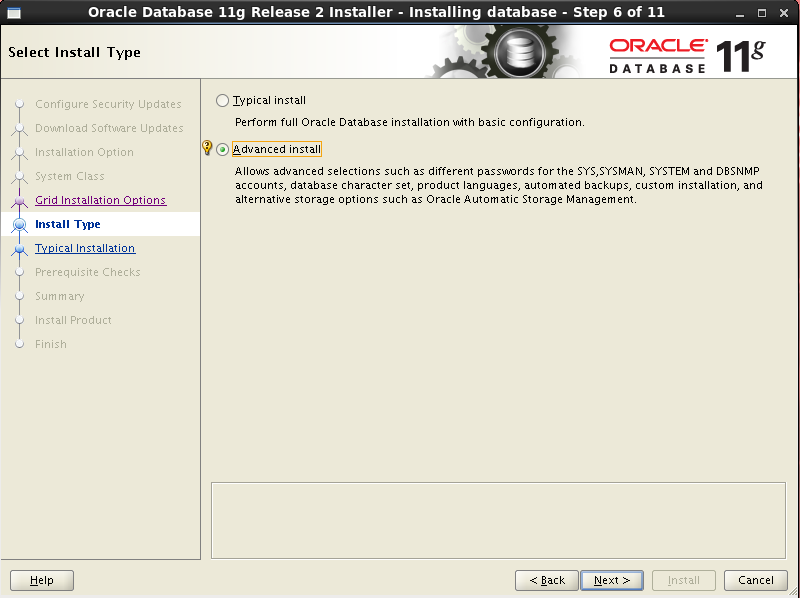 Oracle Database 11g Release 2 Installer - Installing database - Step 6 of 11
Select Install Type
ORACLE
DATABASE
11g
Configure Security Updates
Download Software Updates
Installation Option
System Class
Grid Installation Options
Install Type
Typical Installation
Prerequisite Checks
Summary
Install Product
Finish
Typical install
Perform full Oracle Database installation with basic configuration.
Advanced install
Allows advanced selections such as different passwords for the SYS,SYSMAN, SYSTEM and DBSNMP
accounts, database character set, product languages, automated backups, custom installation, and
alternative storage options such as Oracle Automatic Storage Management.
Help
< Back
Next >
Install
Cancel